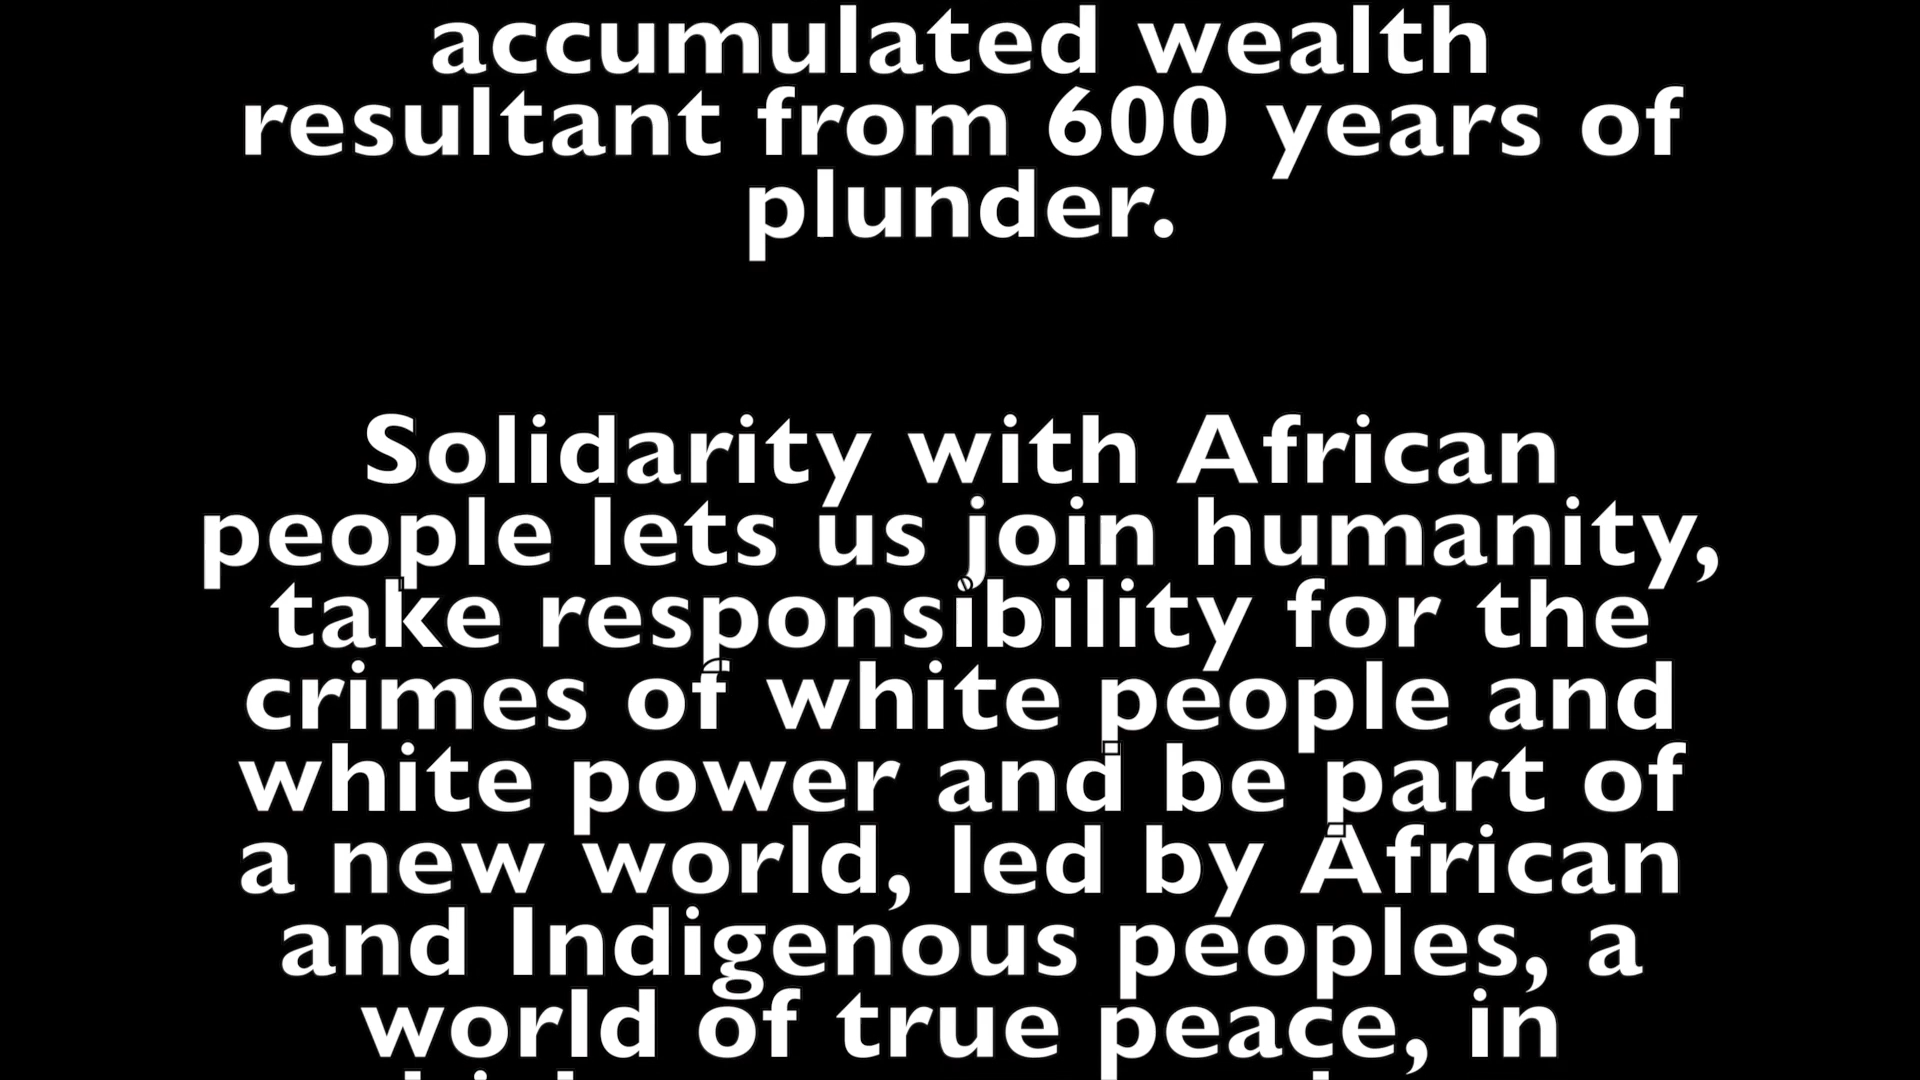 accumulated wealth
resultant from 600 years of
plunder.
Solidarity with African
people lets us join humanity,
take responsibility for the
crimes of white people and
white power and be part of
a new world, led by African
and Indigenous peoples, a
world of true peace, in